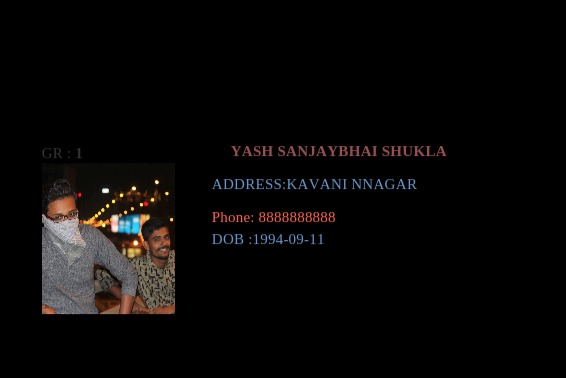 GR : 1
YASH SANJAYBHAI SHUKLA
ADDRESS:KAVANI NNAGAR
Phone: 8888888888
DOB :1994-09-11